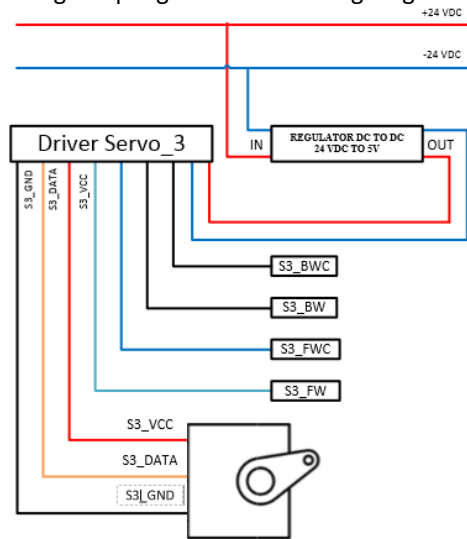 +24 VDC
-24 VDC
Driver Servo_3
IN
REGULATOR DC TO DC
24 VDC TO 5V
OUT
S3_GND
S3_DATA
S3_VCC
S3_BWC
S3_BW
S3_FWC
S3_FW
S3_VCC
S3_DATA
S3_GND